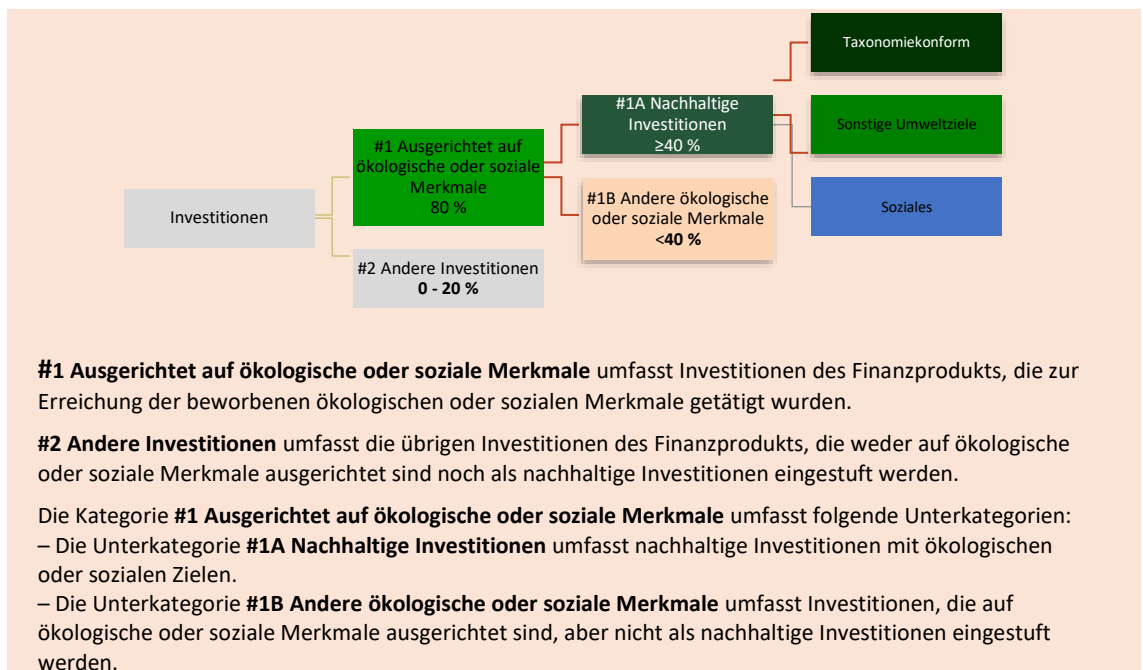 Taxonomiekonform
#1A Nachhaltige
Investitionen
≥40 %
Sonstige Umweltziele
#1 Ausgerichtet auf
ökologische oder soziale
Merkmale
80 %
#1B Andere ökologische
oder soziale Merkmale
<40 %
Soziales
Investitionen
#2 Andere Investitionen
0 - 20 %
#1 Ausgerichtet auf ökologische oder soziale Merkmale umfasst Investitionen des Finanzprodukts, die zur
Erreichung der beworbenen ökologischen oder sozialen Merkmale getätigt wurden.
#2 Andere Investitionen umfasst die übrigen Investitionen des Finanzprodukts, die weder auf ökologische
oder soziale Merkmale ausgerichtet sind noch als nachhaltige Investitionen eingestuft werden.
Die Kategorie #1 Ausgerichtet auf ökologische oder soziale Merkmale umfasst folgende Unterkategorien:
– Die Unterkategorie #1A Nachhaltige Investitionen umfasst nachhaltige Investitionen mit ökologischen
oder sozialen Zielen.
– Die Unterkategorie #1B Andere ökologische oder soziale Merkmale umfasst Investitionen, die auf
ökologische oder soziale Merkmale ausgerichtet sind, aber nicht als nachhaltige Investitionen eingestuft
werden.